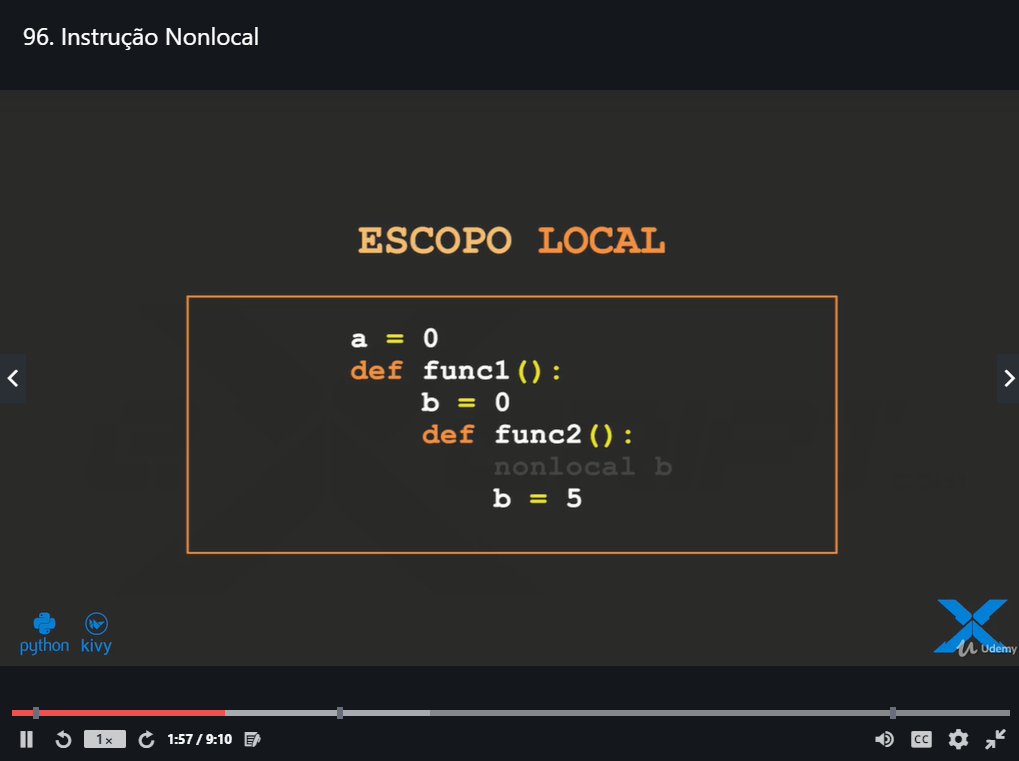 96. Instrução Nonlocal
ESCOPO LOCAL
a = 0
def func1():
b = 0
def func2():
nonlocal b
b = 5
python kivy
Udemy
1x
1:57 / 9:10
CC